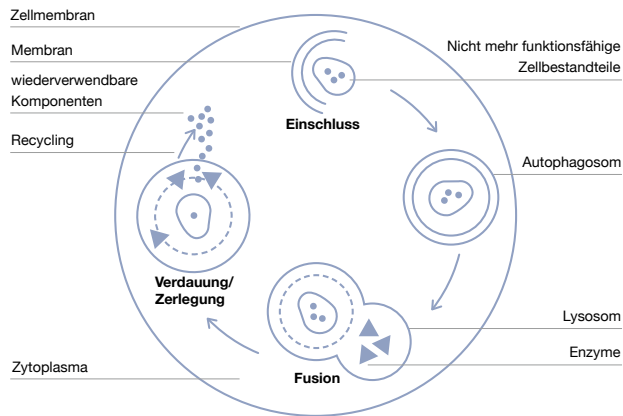 Zellmembran
Membran
wiederverwendbare
Komponenten
Recycling
Nicht mehr funktionsfähige
Zellbestandteile
Einschluss
Autophagosom
Verdauung/
Zerlegung
Lysosom
Enzyme
Fusion
Zytoplasma